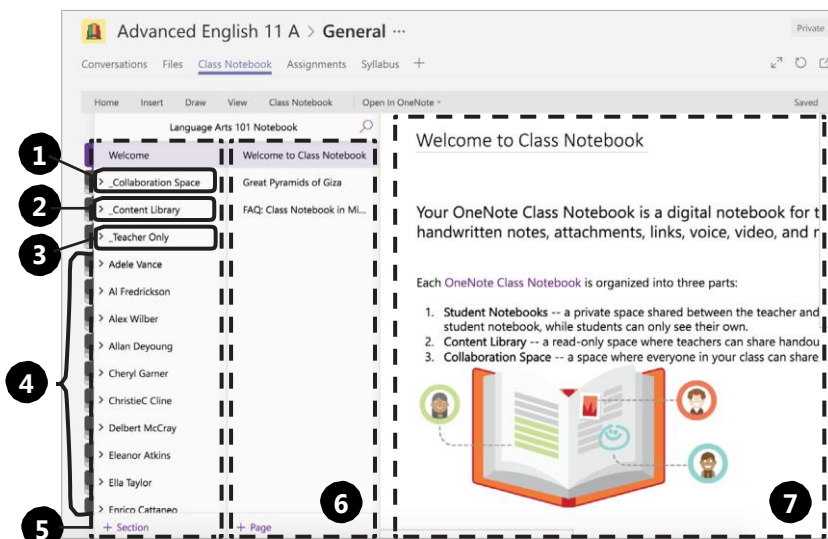 Advanced English 11 A > General ...
Private
Conversations Files Class Notebook Assignments Syllabus +
Home Insert Draw View Class Notebook Open In OneNote Saved
Language Arts 101 Notebook
Welcome
> _Collaboration Space
> _Content Library
> _Teacher Only
> Adele Vance
> Al Fredrickson
> Alex Wilber
> Allan Deyoung
> Cheryl Garner
> ChristieC Cline
> Delbert McCray
> Eleanor Atkins
> Ella Taylor
> Enrico Cattaneo
+ Section
Welcome to Class Notebook
Great Pyramids of Giza
FAQ: Class Notebook in Mi...
+ Page
Welcome to Class Notebook
Your OneNote Class Notebook is a digital notebook for t
handwritten notes, attachments, links, voice, video, and r
Each OneNote Class Notebook is organized into three parts:
1. Student Notebooks -- a private space shared between the teacher and
student notebook, while students can only see their own.
2. Content Library -- a read-only space where teachers can share handou
3. Collaboration Space -- a space where everyone in your class can share
1
2
3
4
5
6
7